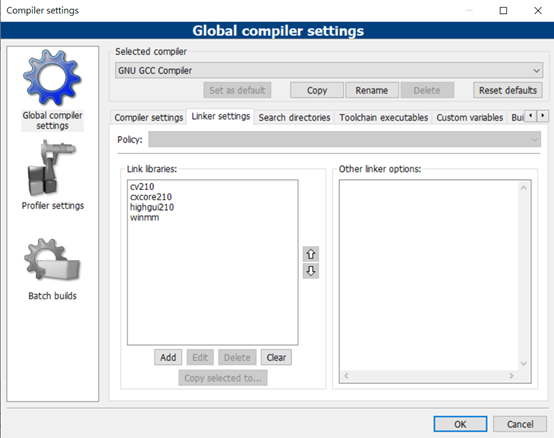 Compiler settings
Global compiler settings
Global compiler
settings
Profiler settings
Batch builds
Selected compiler
GNU GCC Compiler
Set as default
Copy
Rename
Delete
Reset defaults
Compiler settings
Linker settings
Search directories
Toolchain executables
Custom variables
Bui
Policy:
Link libraries:
cv210
cxcore210
highgui210
winmm
Add
Edit
Delete
Clear
Copy selected to...
Other linker options:
OK
Cancel